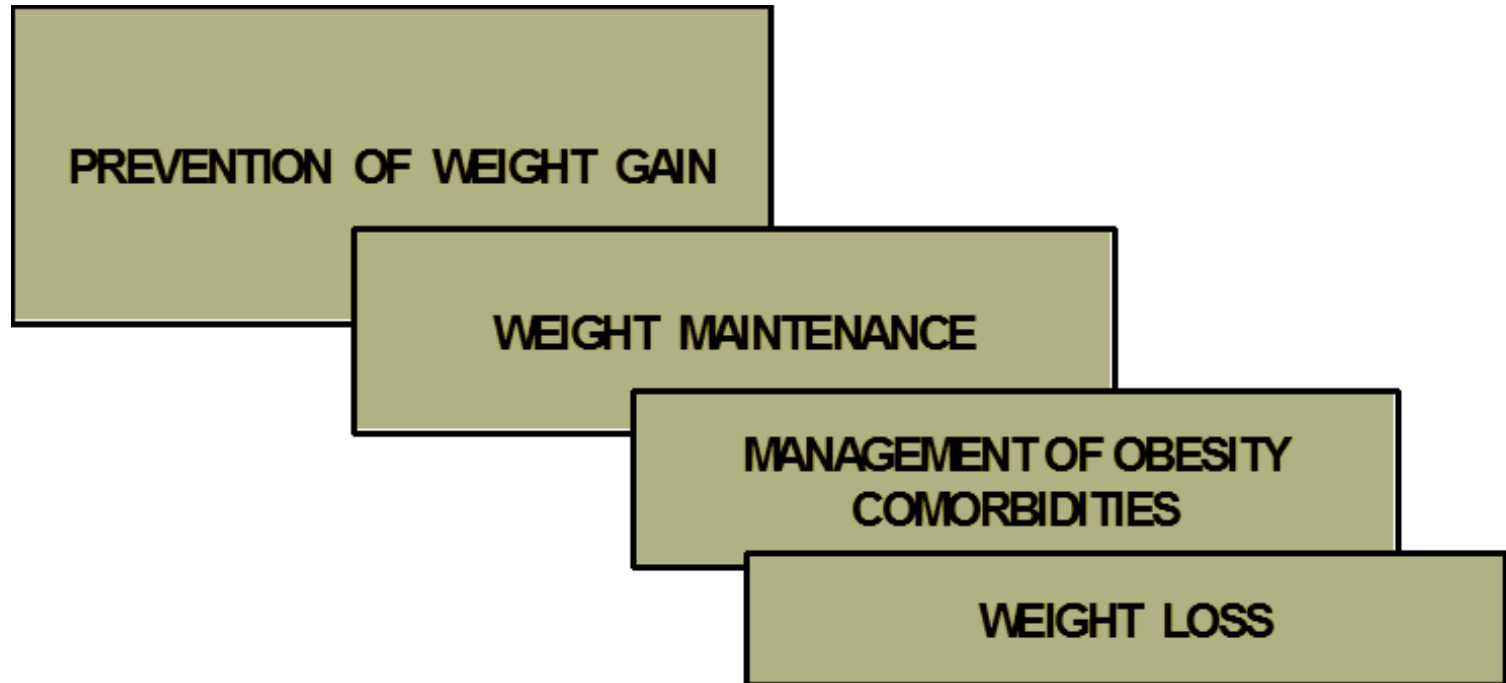 PREVENTION OF WEIGHT GAIN
WEIGHT MAINTENANCE
MANAGEMENT OF OBESITY
COMORBIDITIES
WEIGHT LOSS